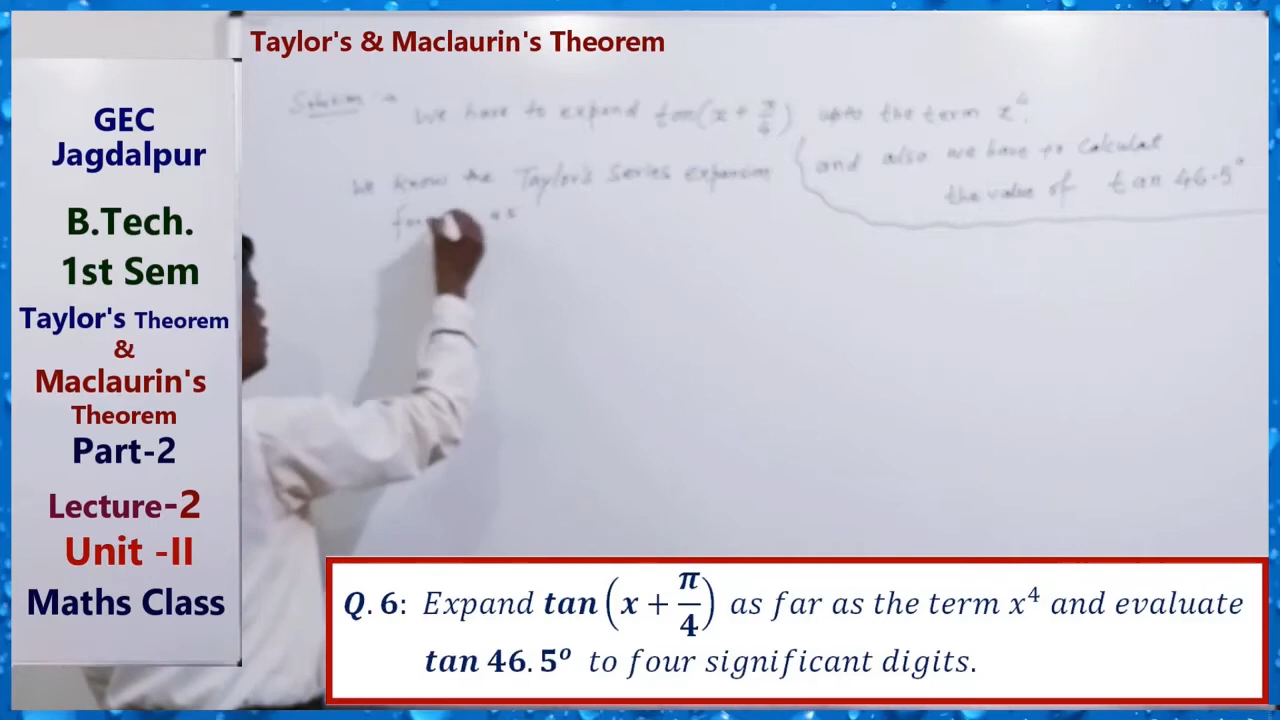 Taylor's & Maclaurin's Theorem
GEC
Jagdalpur
B.Tech.
1st Sem
Taylor's Theorem
&
Maclaurin's
Theorem
Part-2
Lecture-2
Unit -II
Maths Class
Solution :-
We have to expand tan(x + π/4) upto the term x⁴.
and also we have to calculat
the value of tan 46.5°
We know the Taylor's series expansion
as
Q. 6: Expand tan (x + π/4) as far as the term x⁴ and evaluate
tan 46. 5° to four significant digits.